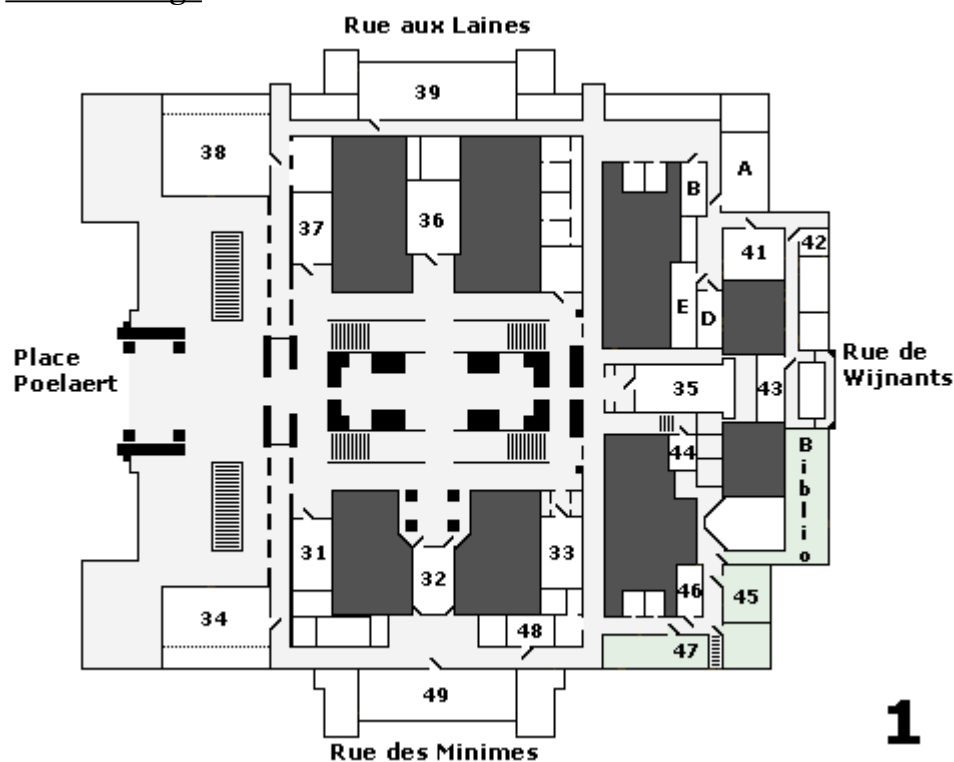 Rue aux Laines
39
38
A
B
37
36
41
42
E
D
Place
Poelaert
Rue de
Wijnants
35
43
44
B
i
b
l
i
o
31
33
32
46
45
34
48
47
49
Rue des Minimes
1